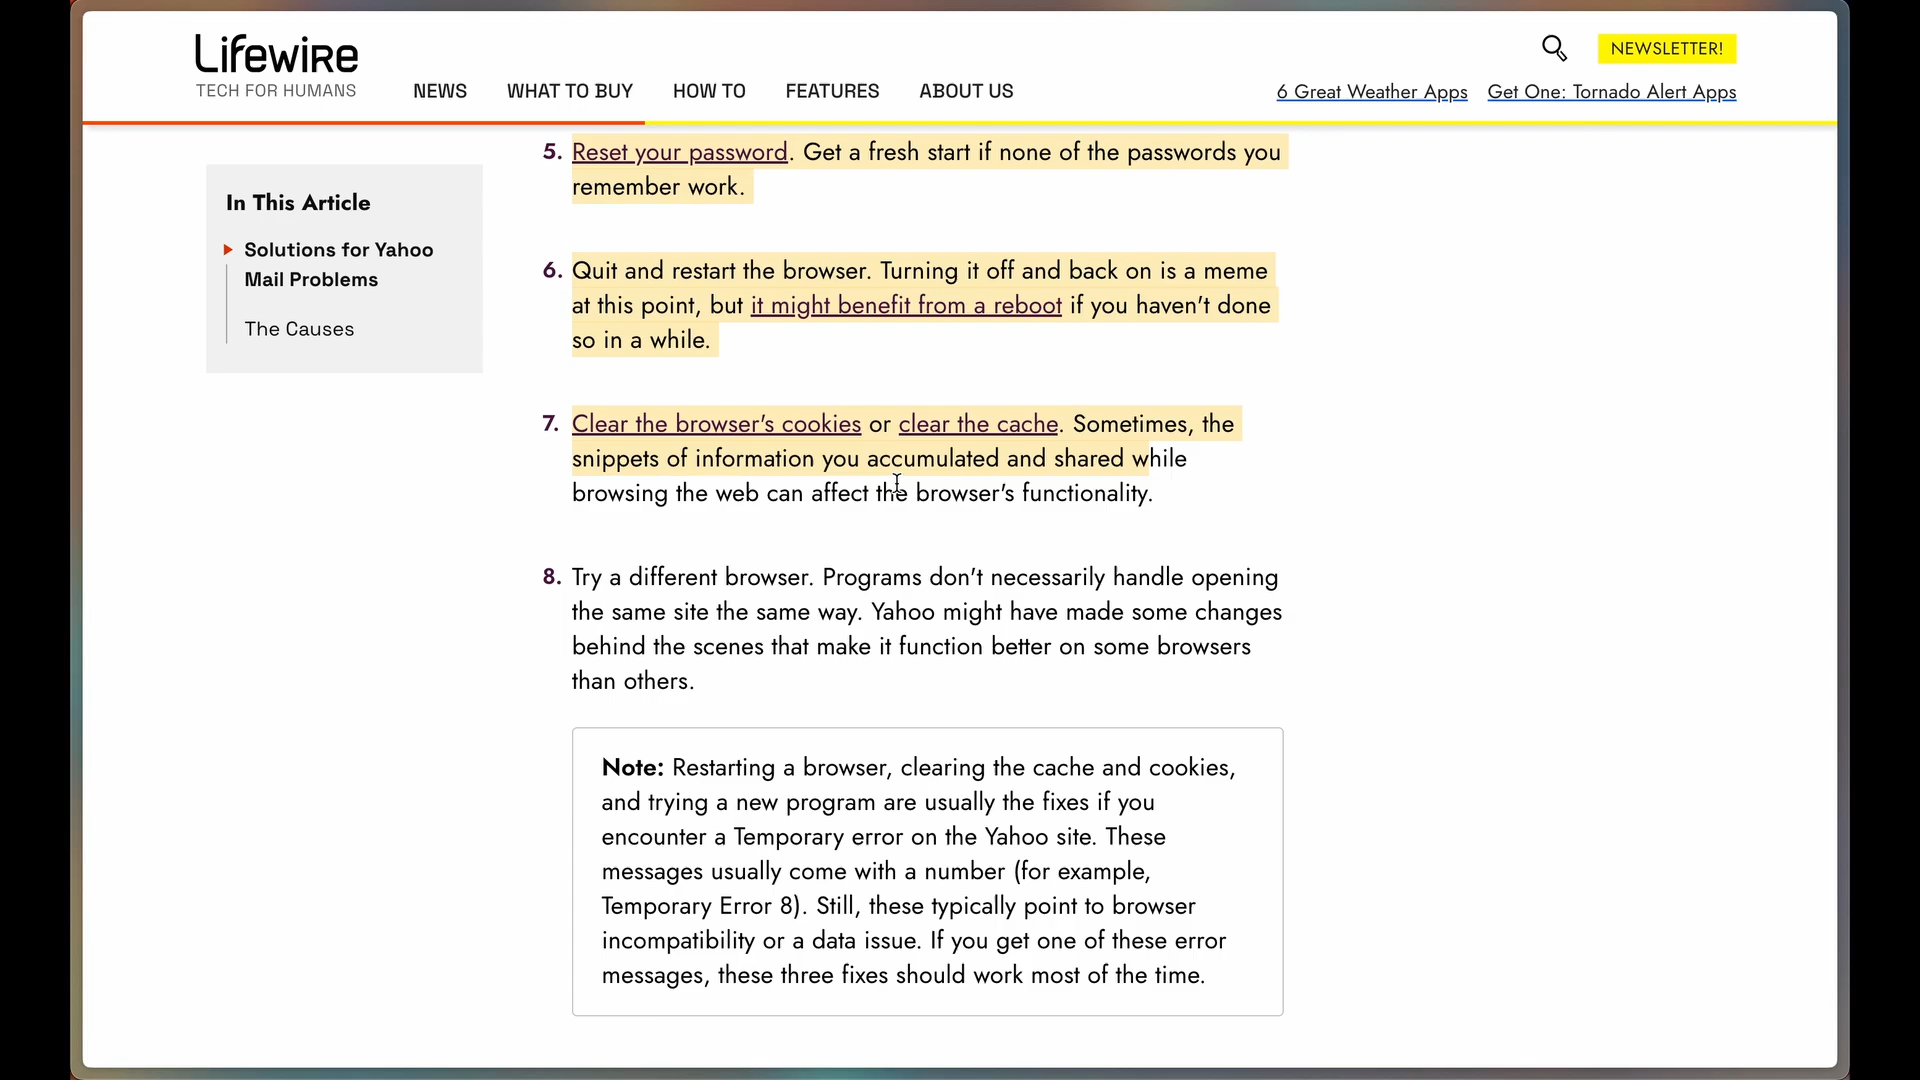 Lifewire
TECH FOR HUMANS
NEWS WHAT TO BUY HOW TO FEATURES ABOUT US
NEWSLETTER!
6 Great Weather Apps Get One: Tornado Alert Apps
In This Article
Solutions for Yahoo
Mail Problems
The Causes
5. Reset your password. Get a fresh start if none of the passwords you
remember work.
6. Quit and restart the browser. Turning it off and back on is a meme
at this point, but it might benefit from a reboot if you haven't done
so in a while.
7. Clear the browser's cookies or clear the cache. Sometimes, the
snippets of information you accumulated and shared while
browsing the web can affect the browser's functionality.
8. Try a different browser. Programs don't necessarily handle opening
the same site the same way. Yahoo might have made some changes
behind the scenes that make it function better on some browsers
than others.
Note: Restarting a browser, clearing the cache and cookies,
and trying a new program are usually the fixes if you
encounter a Temporary error on the Yahoo site. These
messages usually come with a number (for example,
Temporary Error 8). Still, these typically point to browser
incompatibility or a data issue. If you get one of these error
messages, these three fixes should work most of the time.